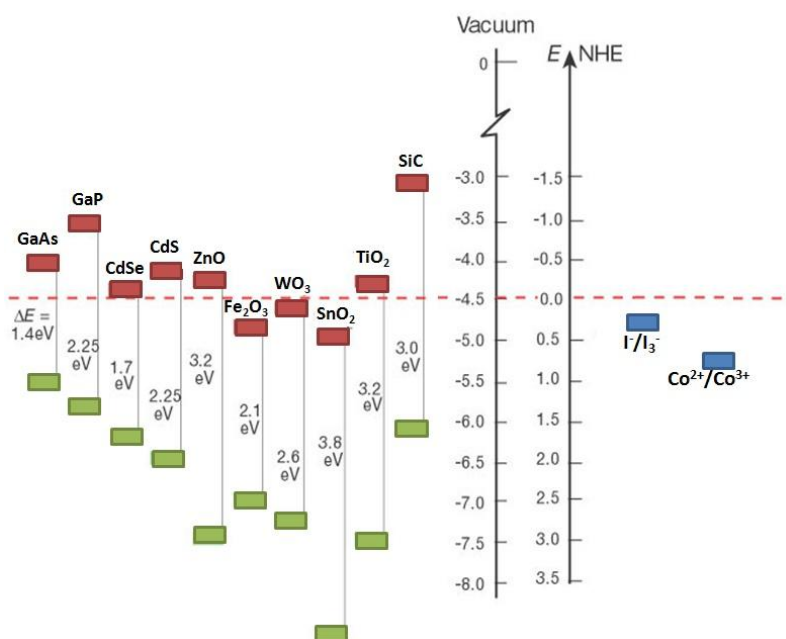 Vacuum
E NHE
0
SiC
-3.0 -1.5
GaP
-3.5 -1.0
GaAs
CdS
ZnO
TiO₂
CdSe
-4.0 -0.5
WO₃
-4.5 0.0
Fe₂O₃
SnO₂
ΔE =
1.4eV
2.25
eV
1.7
eV
2.25
eV
3.2
eV
2.1
eV
2.6
eV
3.8
eV
3.2
eV
3.0
eV
-5.0 0.5
I⁻/I₃⁻
-5.5 1.0
Co²⁺/Co³⁺
-6.0 1.5
-6.5 2.0
-7.0 2.5
-7.5 3.0
-8.0 3.5